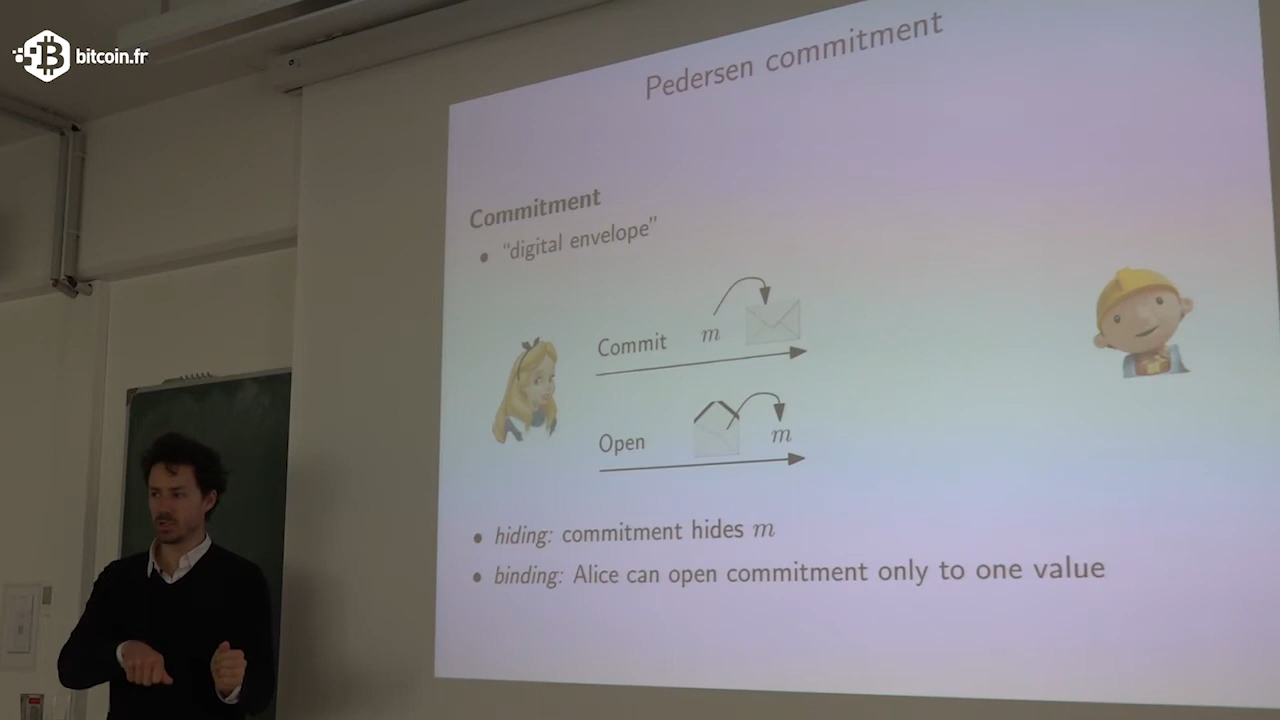 bitcoin.fr
Pedersen commitment
Commitment
• “digital envelope”
Commit m
Open m
• hiding: commitment hides m
• binding: Alice can open commitment only to one value